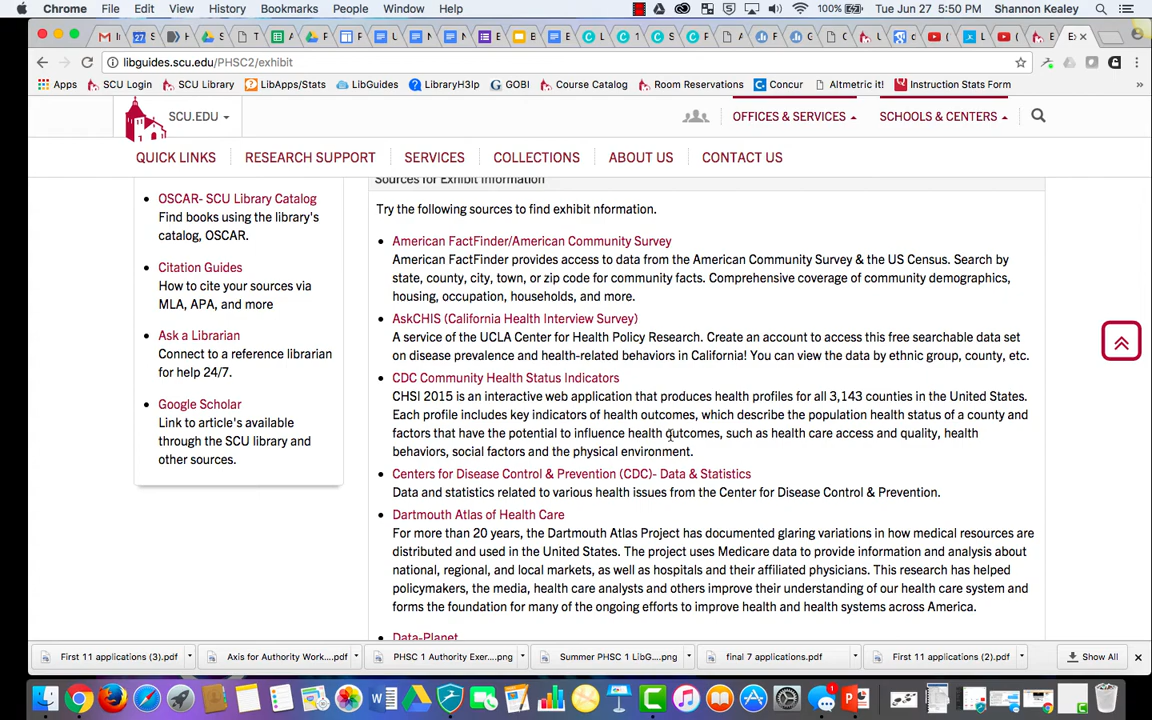 Chrome File Edit View History Bookmarks People Window Help 100% Tue Jun 27 5:50 PM Shannon Kealey
libguides.scu.edu/PHSC2/exhibit
Apps SCU Login SCU Library LibApps/Stats LibGuides LibraryH3lp GOBI Course Catalog Room Reservations Concur Altmetric it! Instruction Stats Form »
SCU.EDU OFFICES & SERVICES SCHOOLS & CENTERS
QUICK LINKS RESEARCH SUPPORT SERVICES COLLECTIONS ABOUT US CONTACT US
OSCAR- SCU Library Catalog
Find books using the library's
catalog, OSCAR.
Citation Guides
How to cite your sources via
MLA, APA, and more
Ask a Librarian
Connect to a reference librarian
for help 24/7.
Google Scholar
Link to article's available
through the SCU library and
other sources.
Sources for Exhibit Information
Try the following sources to find exhibit nformation.
American FactFinder/American Community Survey
American FactFinder provides access to data from the American Community Survey & the US Census. Search by
state, county, city, town, or zip code for community facts. Comprehensive coverage of community demographics,
housing, occupation, households, and more.
AskCHIS (California Health Interview Survey)
A service of the UCLA Center for Health Policy Research. Create an account to access this free searchable data set
on disease prevalence and health-related behaviors in California! You can view the data by ethnic group, county, etc.
CDC Community Health Status Indicators
CHSI 2015 is an interactive web application that produces health profiles for all 3,143 counties in the United States.
Each profile includes key indicators of health outcomes, which describe the population health status of a county and
factors that have the potential to influence health outcomes, such as health care access and quality, health
behaviors, social factors and the physical environment.
Centers for Disease Control & Prevention (CDC)- Data & Statistics
Data and statistics related to various health issues from the Center for Disease Control & Prevention.
Dartmouth Atlas of Health Care
For more than 20 years, the Dartmouth Atlas Project has documented glaring variations in how medical resources are
distributed and used in the United States. The project uses Medicare data to provide information and analysis about
national, regional, and local markets, as well as hospitals and their affiliated physicians. This research has helped
policymakers, the media, health care analysts and others improve their understanding of our health care system and
forms the foundation for many of the ongoing efforts to improve health and health systems across America.
Data-Planet
First 11 applications (3).pdf Axis for Authority Work....pdf PHSC 1 Authority Exer....png Summer PHSC 1 LibG....png final 7 applications.pdf First 11 applications (2).pdf Show All